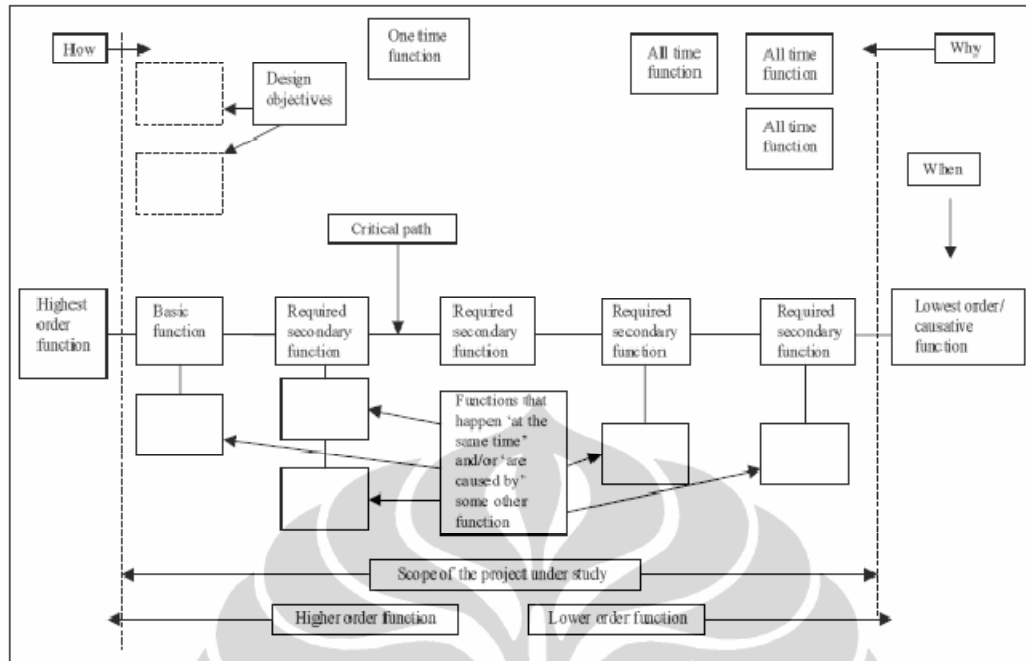 How
One time
function
All time
function
All time
function
Why
Design
objectives
All time
function
When
Critical path
Highest
order
function
Basic
function
Required
secondary
function
Required
secondary
function
Required
secondary
function
Required
secondary
function
Lowest order/
causative
function
Functions that
happen ‘at the
same time”
and/or ‘are
caused by”
some other
function
Scope of the project under study
Higher order function
Lower order function